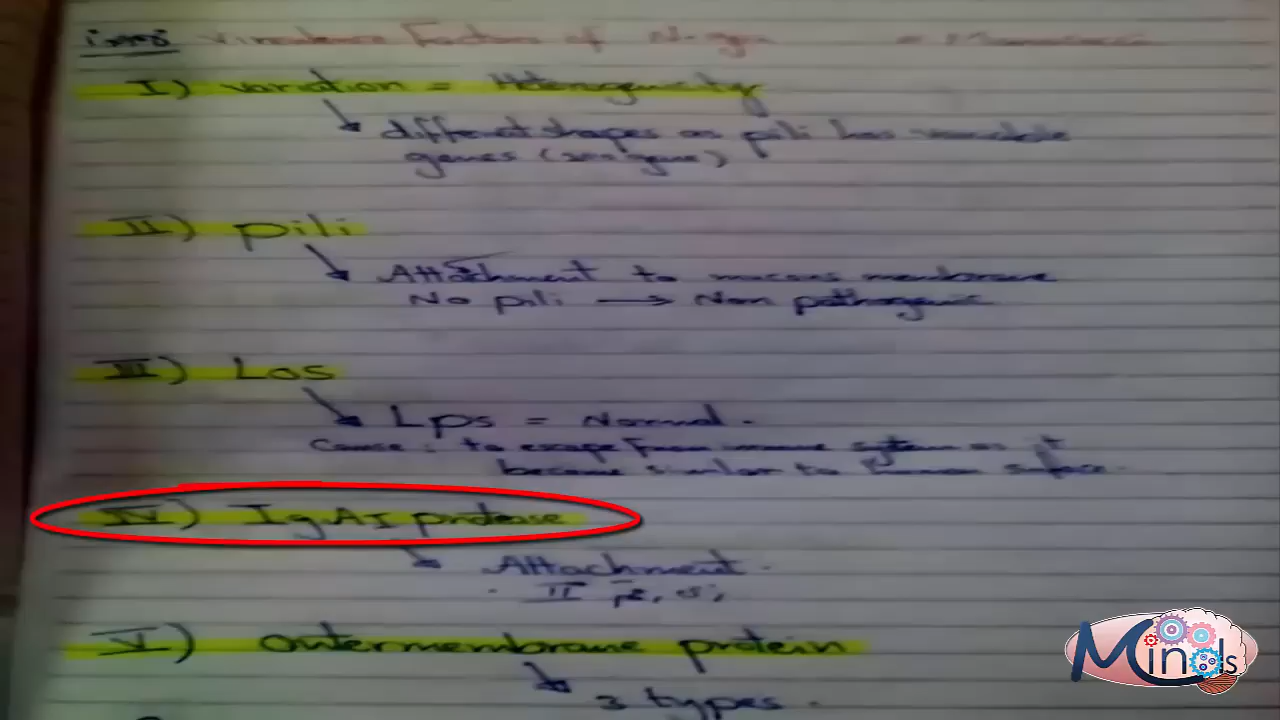 Virulence Factors of
I) variation = Heterogenicity
different shapes as pili has variable
genes (
II) pili
Attachment to mucous membrane
No pili → Non pathogenic
III) Los
Lps = Normal.
Cause: to escape from immune system as it
become similar to human surface.
IV) IgA1 protease
Attachment.
II
V) outermembrane protein
3 types.
Minds